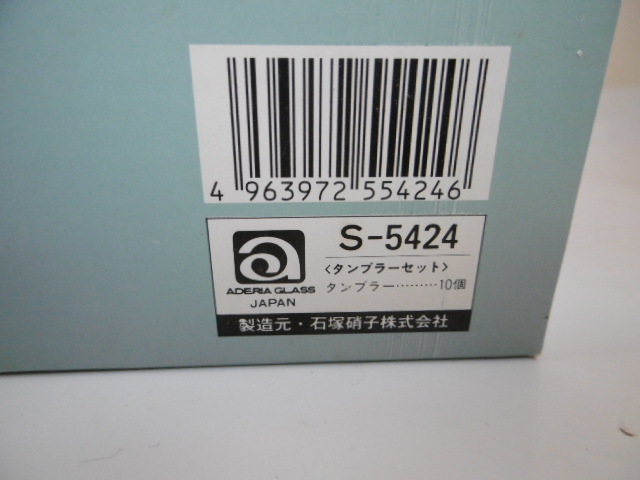 4 963972 554246
S-5424
〈タンブラーセット〉
タンブラー………10個
ADERIA GLASS
JAPAN
製造元・石塚硝子株式会社